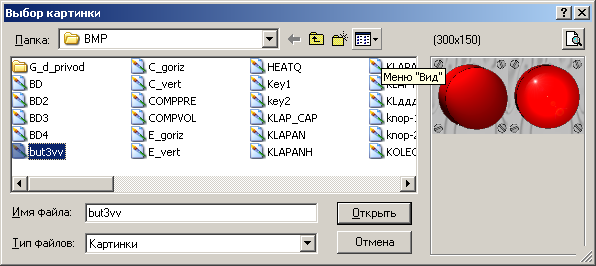 Выбор картинки
Папка: BMP (300x150)
G_d_privod C_goriz HEATQ KLAPA
BD C_vert Key1 KLAPI
BD2 COMPPRE key2 KLддд
BD3 COMPVOL KLAP_CAP knop-1
BD4 E_goriz KLAPAN knop-2
but3vv E_vert KLAPANH KOLEC
Меню "Вид"
Имя файла: but3vv Открыть
Тип файлов: Картинки Отмена